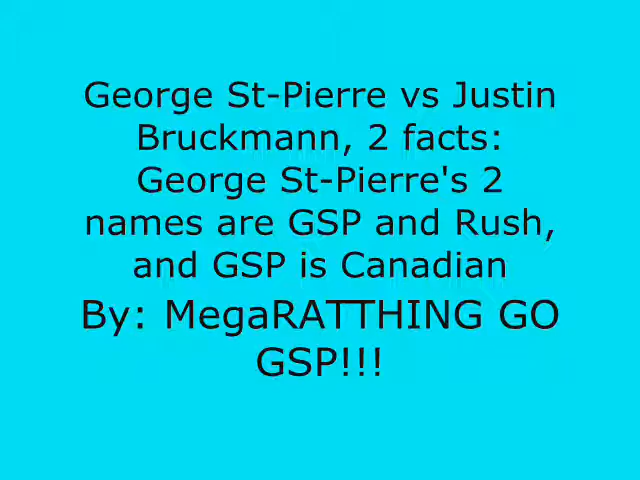 George St-Pierre vs Justin
Bruckmann, 2 facts:
George St-Pierre's 2
names are GSP and Rush,
and GSP is Canadian
By: MegaRATTHING GO
GSP!!!